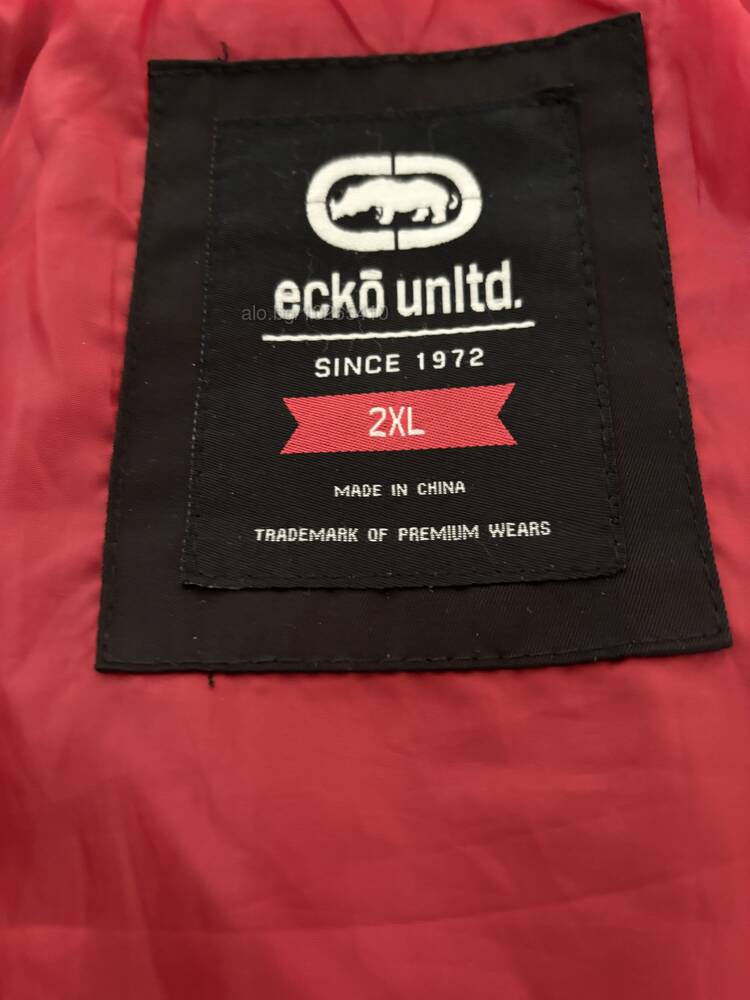 eckō unltd.
SINCE 1972
2XL
MADE IN CHINA
TRADEMARK OF PREMIUM WEARS